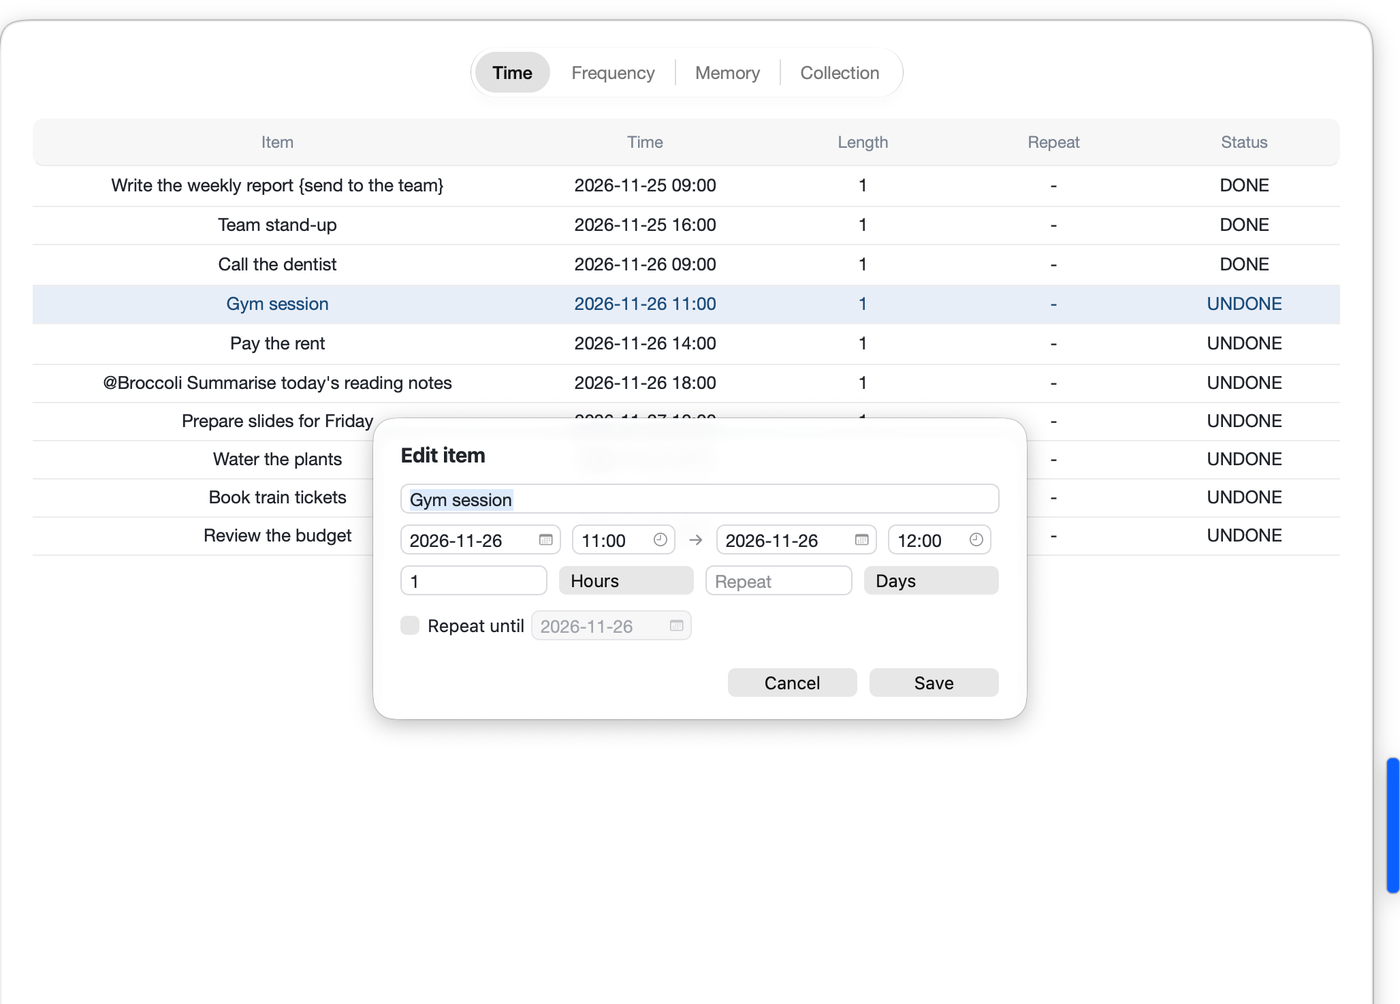 Time Frequency Memory Collection
Item Time Length Repeat Status
Write the weekly report {send to the team} 2026-11-25 09:00 1 - DONE
Team stand-up 2026-11-25 16:00 1 - DONE
Call the dentist 2026-11-26 09:00 1 - DONE
Gym session 2026-11-26 11:00 1 - UNDONE
Pay the rent 2026-11-26 14:00 1 - UNDONE
@Broccoli Summarise today's reading notes 2026-11-26 18:00 1 - UNDONE
Prepare slides for Friday - UNDONE
Water the plants - UNDONE
Book train tickets - UNDONE
Review the budget - UNDONE
Edit item
Gym session
2026-11-26 11:00 → 2026-11-26 12:00
1 Hours Repeat Days
Repeat until 2026-11-26
Cancel Save